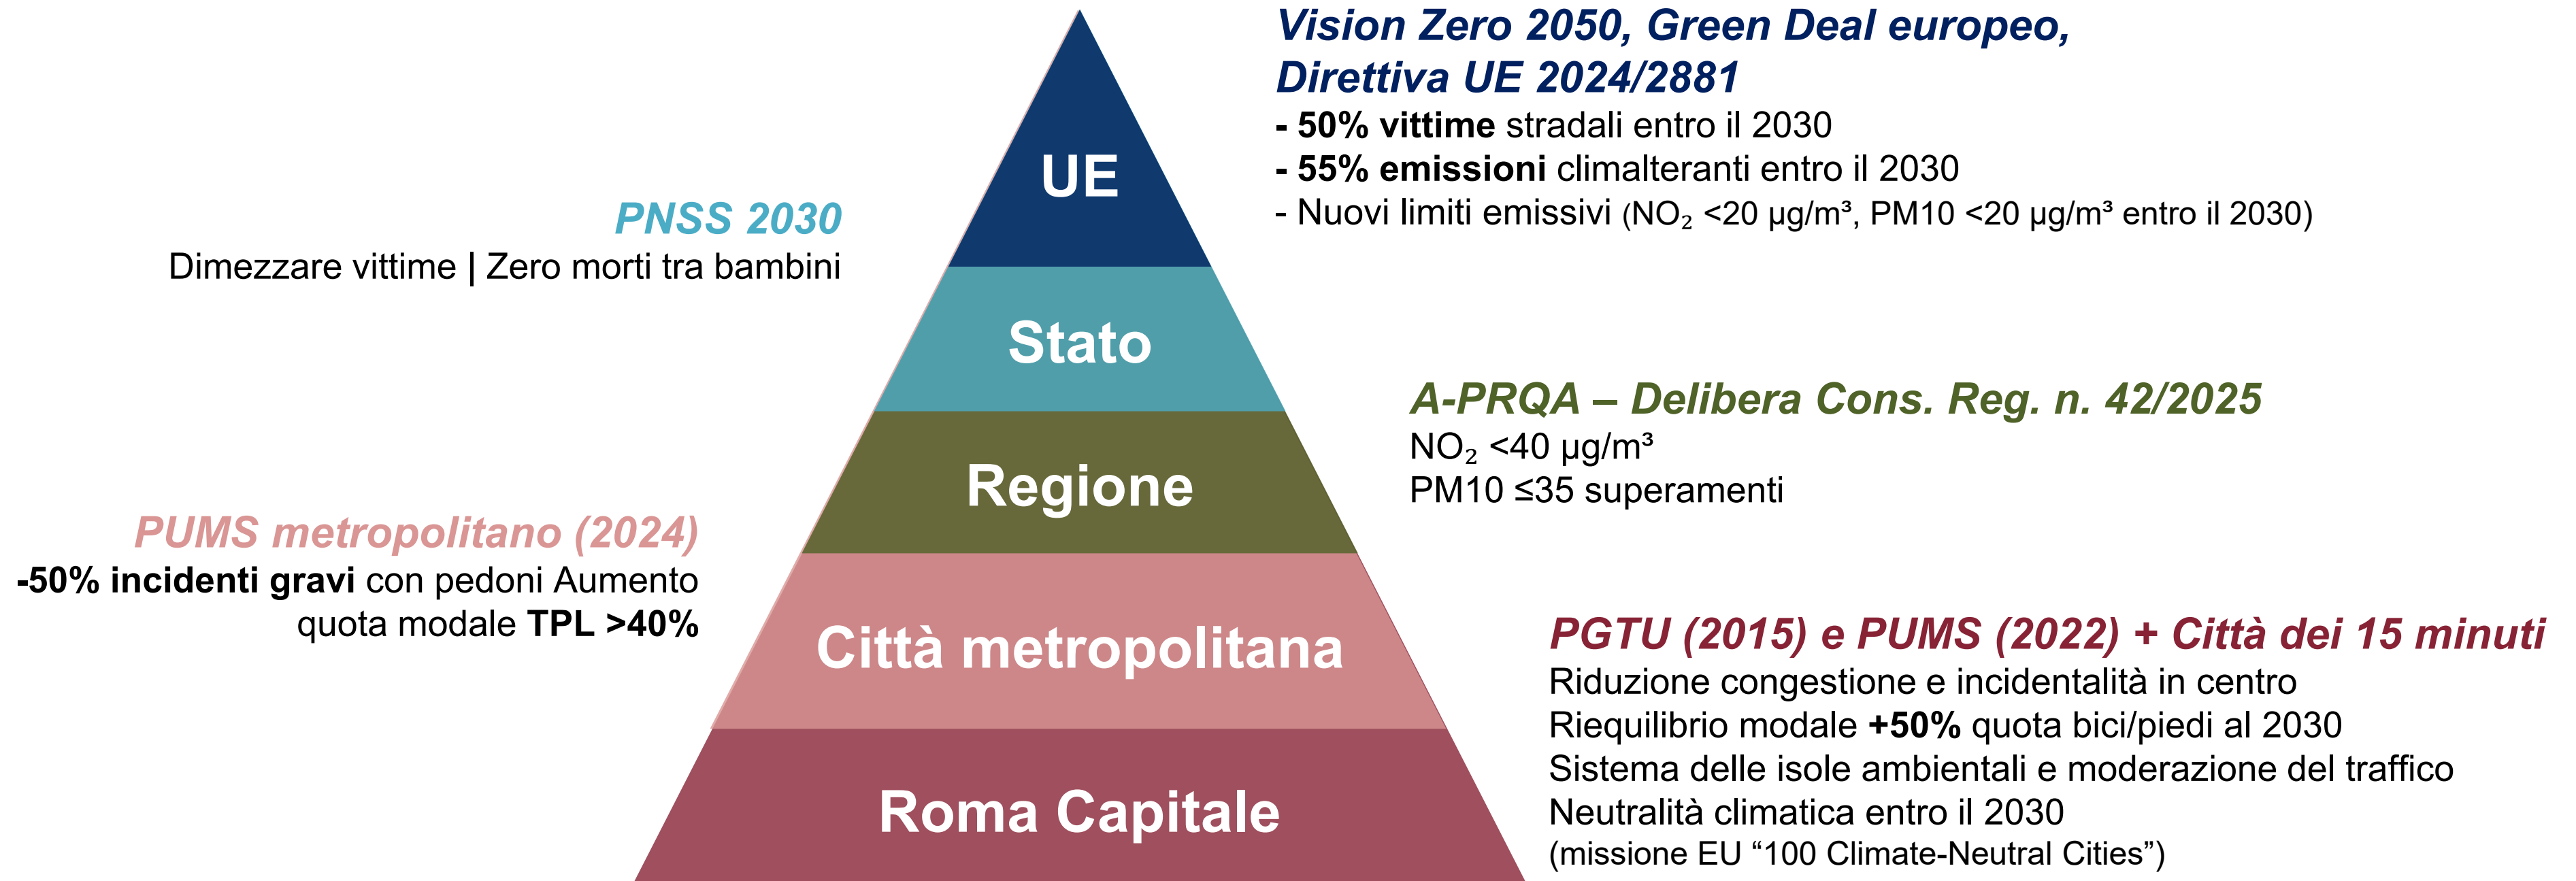 Vision Zero 2050, Green Deal europeo,
Direttiva UE 2024/2881
- 50% vittime stradali entro il 2030
- 55% emissioni climalteranti entro il 2030
- Nuovi limiti emissivi (NO₂ <20 µg/m³, PM10 <20 µg/m³ entro il 2030)
UE
PNSS 2030
Dimezzare vittime | Zero morti tra bambini
Stato
A-PRQA – Delibera Cons. Reg. n. 42/2025
NO₂ <40 µg/m³
PM10 ≤35 superamenti
Regione
PUMS metropolitano (2024)
-50% incidenti gravi con pedoni Aumento
quota modale TPL >40%
Città metropolitana
PGTU (2015) e PUMS (2022) + Città dei 15 minuti
Riduzione congestione e incidentalità in centro
Riequilibrio modale +50% quota bici/piedi al 2030
Sistema delle isole ambientali e moderazione del traffico
Neutralità climatica entro il 2030
(missione EU “100 Climate-Neutral Cities”)
Roma Capitale